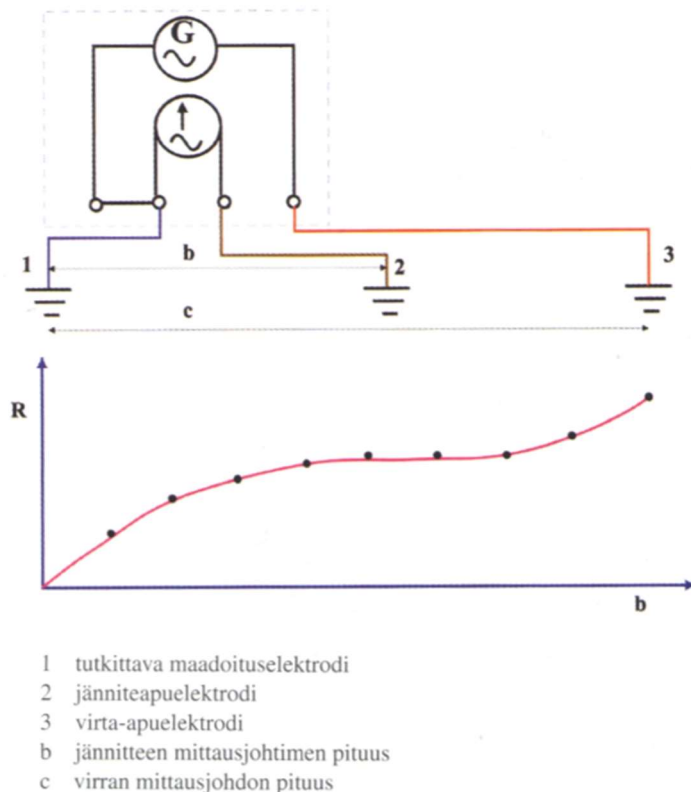 G
1
b
2
3
c
R
b
1 tutkittava maadoituselektrodi
2 jänniteapuelektrodi
3 virta-apuelektrodi
b jännitteen mittausjohtimen pituus
c virran mittausjohdon pituus